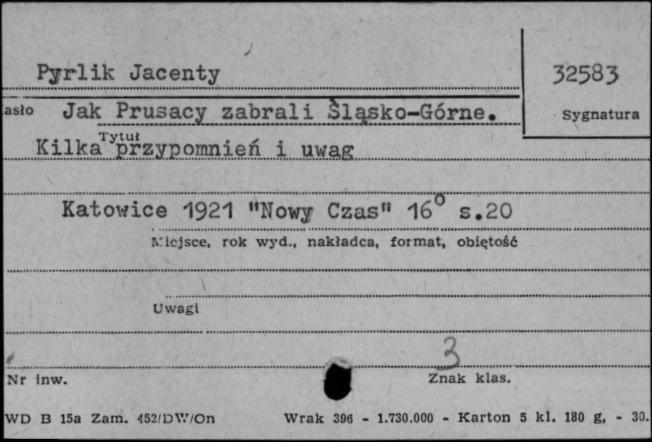 Pyrlik Jacenty
32583
asło Jak Prusacy zabrali Śląsko-Górne.
Sygnatura
Tytuł
Kilka przypomnień i uwag
Katowice 1921 "Nowy Czas" 16° s.20
Miejsce, rok wyd., nakładca, format, obiętość
Uwagi
3
Nr inw.
Znak klas.
WD B 15a Zam. 452/DW/On Wrak 396 - 1.730.000 - Karton 5 kl. 180 g, - 30.